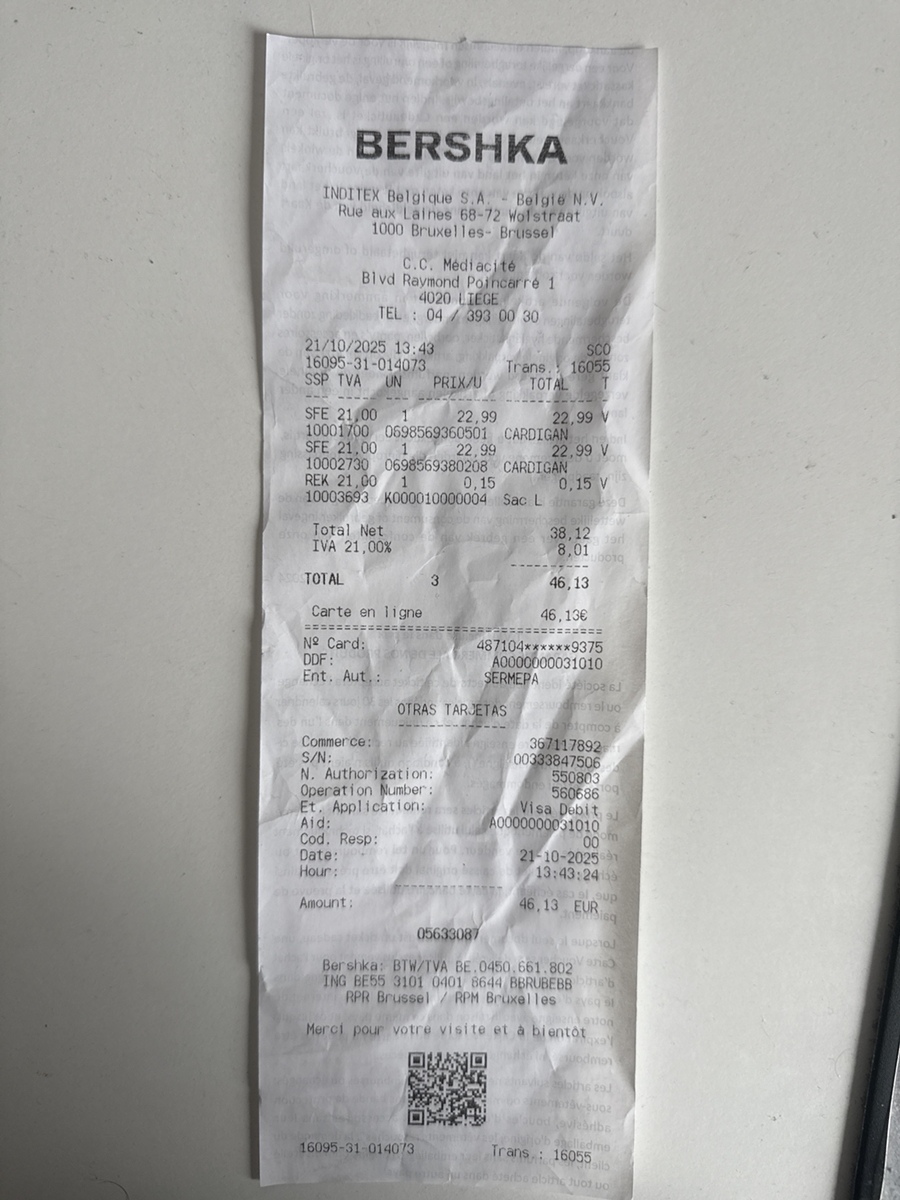 BERSHKA
INDITEX Belgique S.A. - Belgie N.V.
Rue aux Laines 68-72 Wolstraat
1000 Bruxelles- Brussel
C.C. Médiacité
Blvd Raymond Poincarré 1
4020 LIEGE
TEL : 04 / 393 00 30
21/10/2025 13:43 SCO
16095-31-014073 Trans.: 16055
SSP TVA UN PRIX/U TOTAL T
SFE 21,00 1 22,99 22,99 V
10001700 0698569360501 CARDIGAN
SFE 21,00 1 22,99 22,99 V
10002730 0698569380208 CARDIGAN
REK 21,00 1 0,15 0,15 V
10003693 K000010000004 Sac L
Total Net 38,12
IVA 21,00% 8,01
TOTAL 3 46,13
Carte en ligne 46,13€
Nº Card: 487104******9375
DDF: A0000000031010
Ent. Aut.: SERMEPA
OTRAS TARJETAS
Commerce: 367117892
S/N: 00333847506
N. Authorization: 550803
Operation Number: 560686
Et. Application: Visa Debit
Aid: A0000000031010
Cod. Resp: 00
Date: 21-10-2025
Hour: 13:43:24
Amount: 46,13 EUR
05633087
Bershka: BTW/TVA BE.0450.661.802
ING BE55 3101 0401 8644 BBRUBEBB
RPR Brussel / RPM Bruxelles
Merci pour votre visite et à bientôt
16095-31-014073 Trans.: 16055